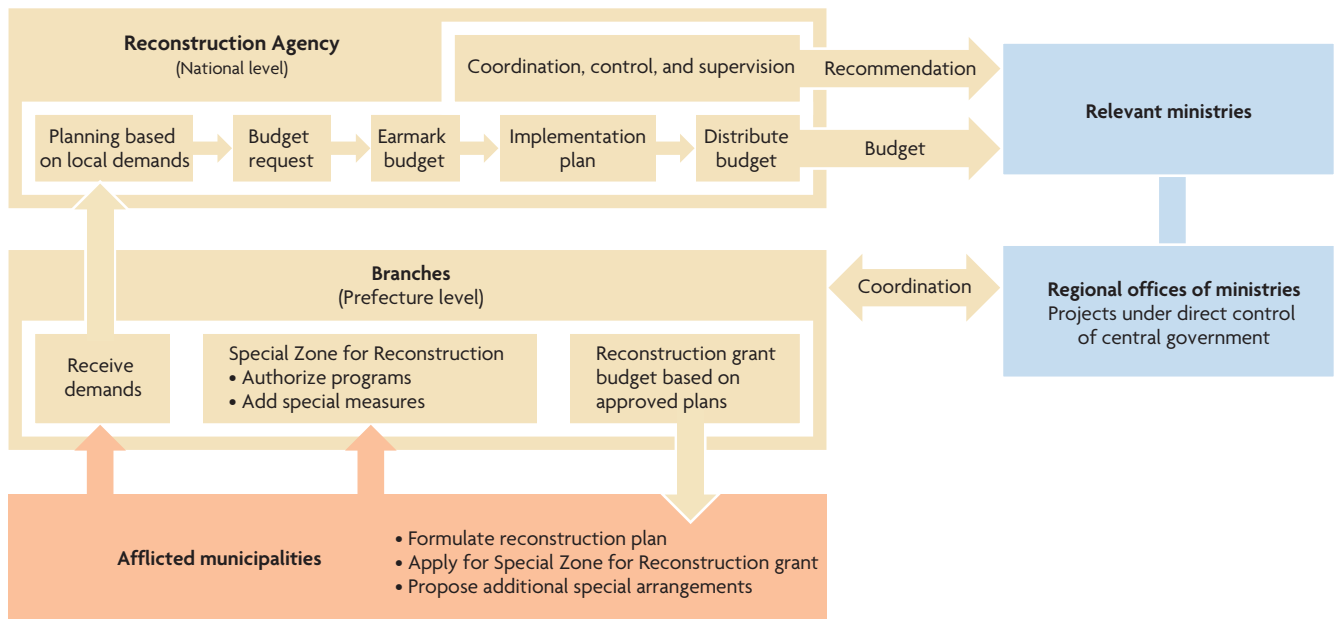 Reconstruction Agency
(National level)
Coordination, control, and supervision
Recommendation
Relevant ministries
Planning based
on local demands
Budget
request
Earmark
budget
Implementation
plan
Distribute
budget
Budget
Branches
(Prefecture level)
Coordination
Regional offices of ministries
Projects under direct control
of central government
Receive
demands
Special Zone for Reconstruction
• Authorize programs
• Add special measures
Reconstruction grant
budget based on
approved plans
Afflicted municipalities
• Formulate reconstruction plan
• Apply for Special Zone for Reconstruction grant
• Propose additional special arrangements